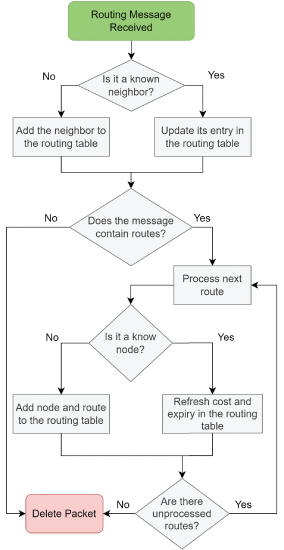 Routing Message
Received
No
Is it a known
neighbor?
Yes
Add the neighbor to
the routing table
Update its entry in
the routing table
No
Does the message
contain routes?
Yes
Process next
route
No
Is it a know
node?
Yes
Add node and route
to the routing table
Refresh cost and
expiry in the routing
table
Delete Packet
No
Are there
unprocessed
routes?
Yes